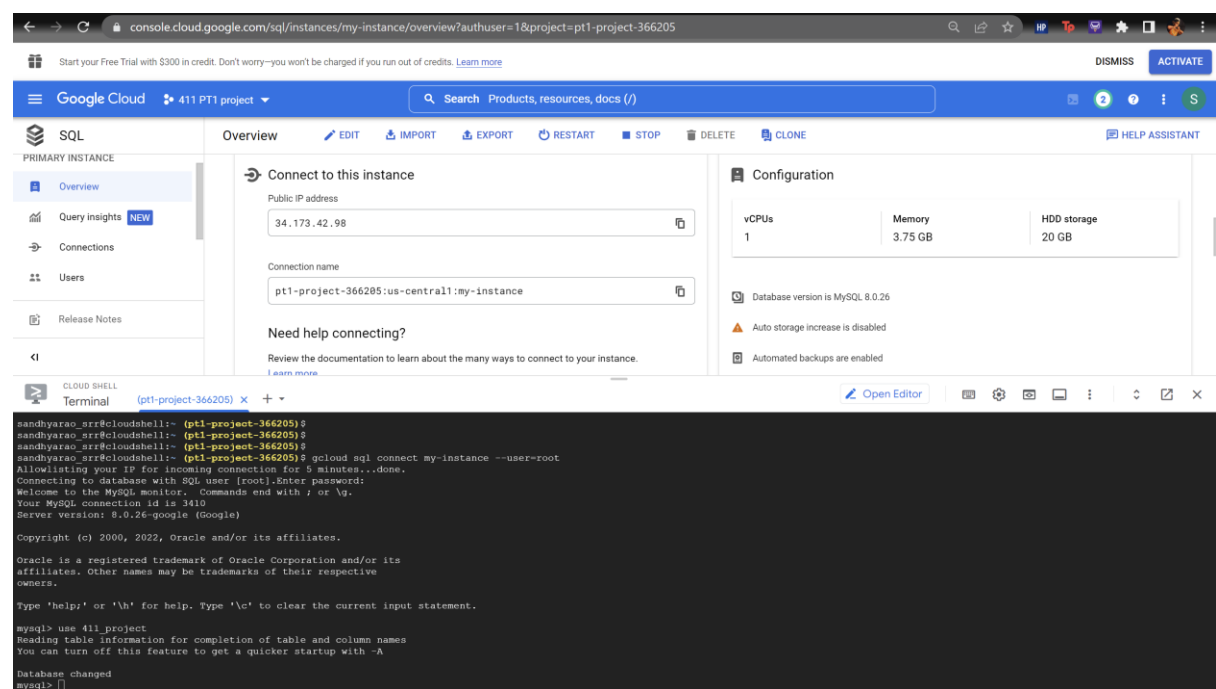 console.cloud.google.com/sql/instances/my-instance/overview?authuser=1&project=pt1-project-366205
HP Tp
Start your Free Trial with $300 in credit. Don't worry—you won't be charged if you run out of credits. Learn more
DISMISS ACTIVATE
Google Cloud 411 PT1 project Search Products, resources, docs (/) 2 S
SQL Overview EDIT IMPORT EXPORT RESTART STOP DELETE CLONE HELP ASSISTANT
PRIMARY INSTANCE
Overview
Query insights NEW
Connections
Users
Release Notes
Connect to this instance
Public IP address
34.173.42.98
Connection name
pt1-project-366205:us-central1:my-instance
Need help connecting?
Review the documentation to learn about the many ways to connect to your instance.
Learn more
Configuration
vCPUs Memory HDD storage
1 3.75 GB 20 GB
Database version is MySQL 8.0.26
Auto storage increase is disabled
Automated backups are enabled
CLOUD SHELL
Terminal (pt1-project-366205) Open Editor
sandhyarao_srr@cloudshell:~ (pt1-project-366205)$
sandhyarao_srr@cloudshell:~ (pt1-project-366205)$
sandhyarao_srr@cloudshell:~ (pt1-project-366205)$
sandhyarao_srr@cloudshell:~ (pt1-project-366205)$ gcloud sql connect my-instance --user=root
Allowlisting your IP for incoming connection for 5 minutes...done.
Connecting to database with SQL user [root].Enter password:
Welcome to the MySQL monitor.  Commands end with ; or \g.
Your MySQL connection id is 3410
Server version: 8.0.26-google (Google)
Copyright (c) 2000, 2022, Oracle and/or its affiliates.
Oracle is a registered trademark of Oracle Corporation and/or its
affiliates. Other names may be trademarks of their respective
owners.
Type 'help;' or '\h' for help. Type '\c' to clear the current input statement.
mysql> use 411_project
Reading table information for completion of table and column names
You can turn off this feature to get a quicker startup with -A
Database changed
mysql>